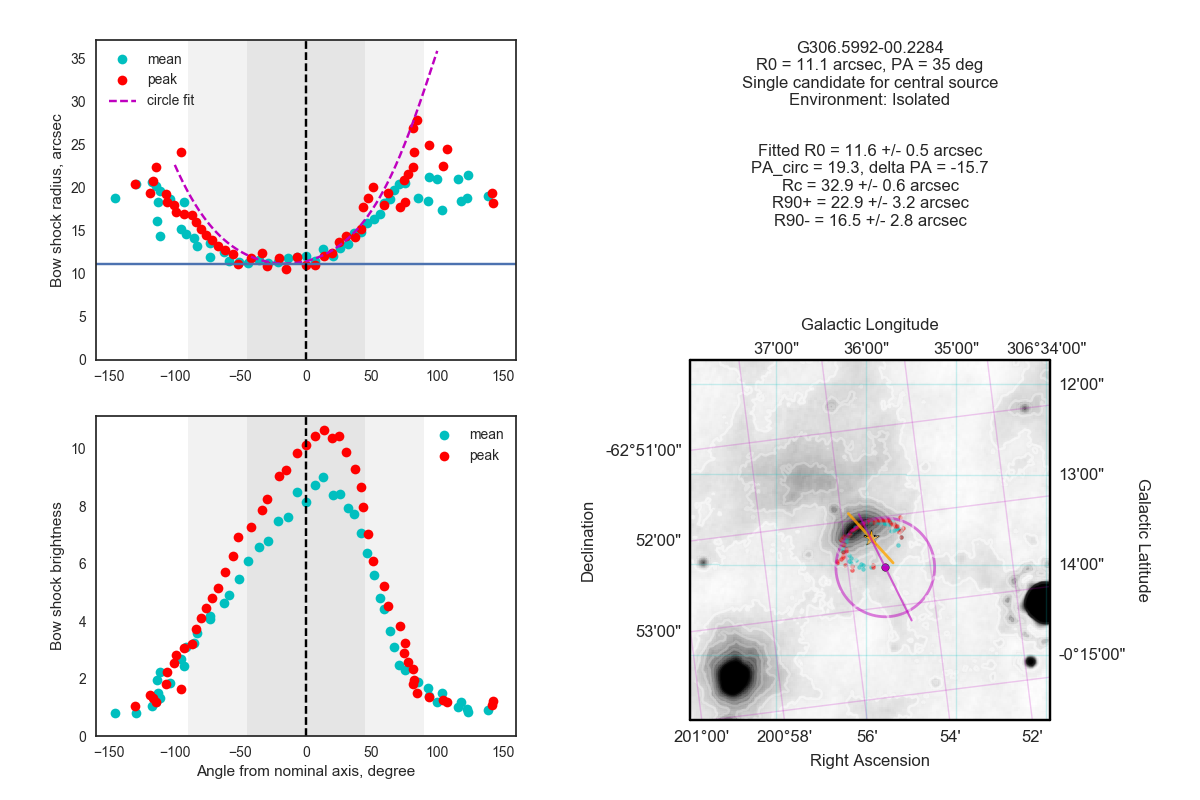 G306.5992-00.2284
R0 = 11.1 arcsec, PA = 35 deg
Single candidate for central source
Environment: Isolated
Fitted R0 = 11.6 +/- 0.5 arcsec
PA_circ = 19.3, delta PA = -15.7
Rc = 32.9 +/- 0.6 arcsec
R90+ = 22.9 +/- 3.2 arcsec
R90- = 16.5 +/- 2.8 arcsec
Bow shock radius, arcsec
35
30
25
20
15
10
5
0
mean
peak
circle fit
−150 −100 −50 0 50 100 150
Bow shock brightness
10
8
6
4
2
0
mean
peak
−150 −100 −50 0 50 100 150
Angle from nominal axis, degree
Galactic Longitude
37'00" 36'00" 35'00" 306°34'00"
12'00"
13'00"
14'00"
-0°15'00"
Galactic Latitude
-62°51'00"
52'00"
53'00"
Declination
201°00' 200°58' 56' 54' 52'
Right Ascension